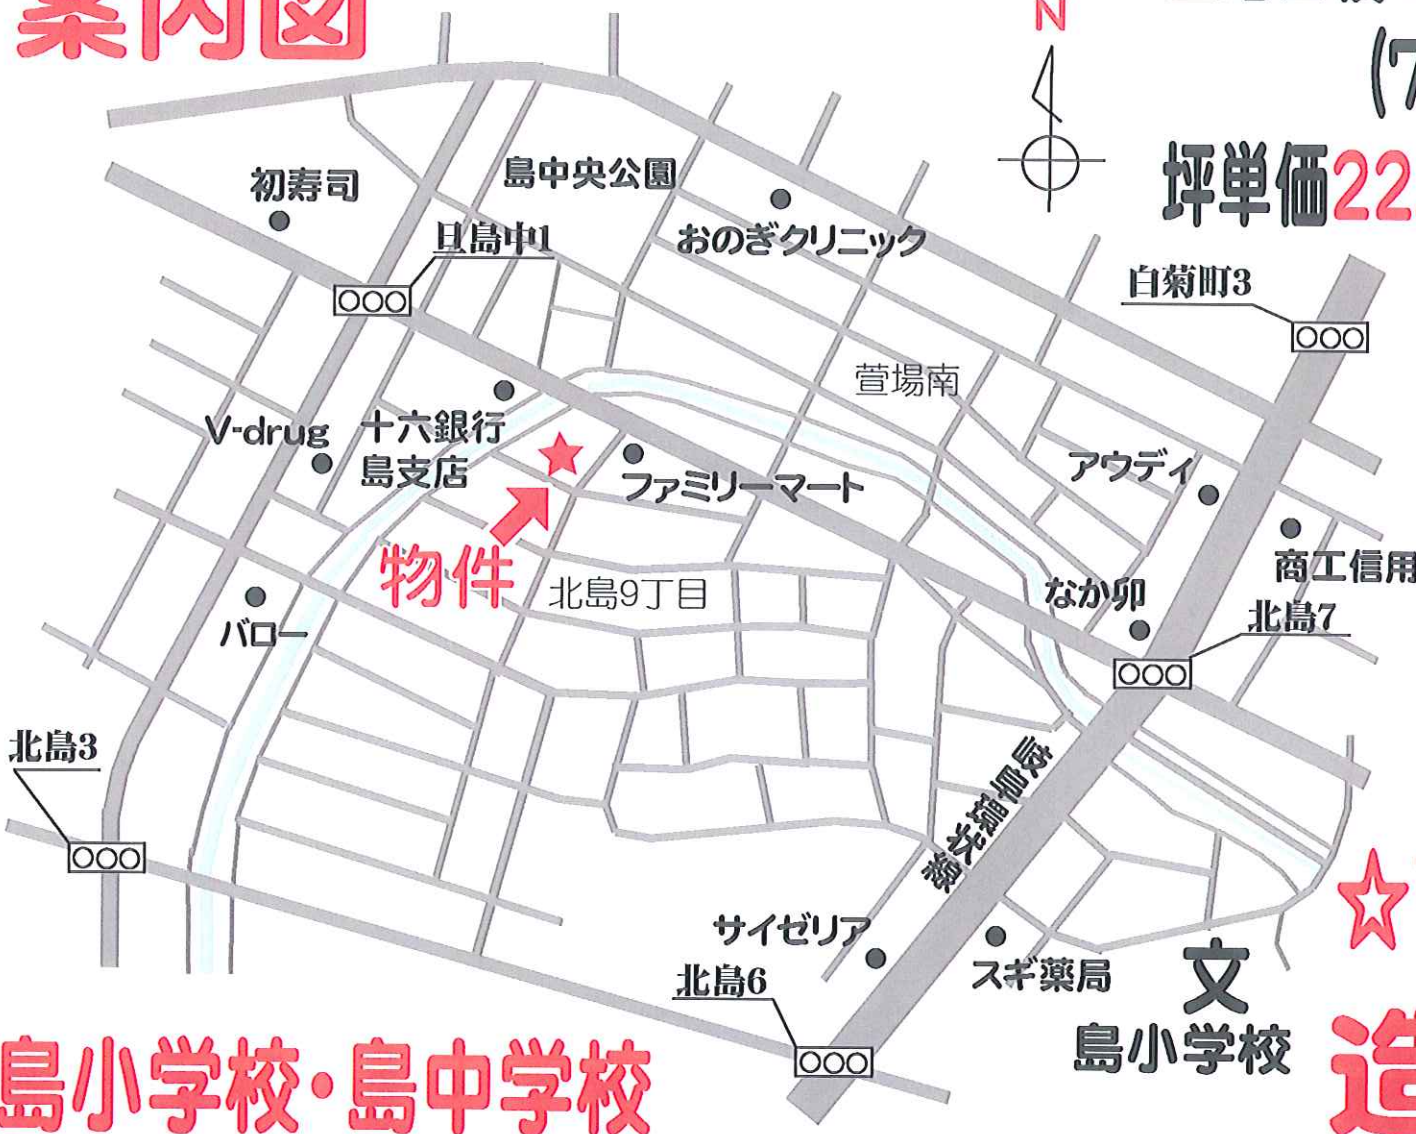 案内図
N
(7
坪単価22
初寿司
島中央公園
旦島中1
おのぎクリニック
白菊町3
萱場南
V-drug
十六銀行
島支店
ファミリーマート
アウディ
物件
北島9丁目
商工信用
なか卯
北島7
バロー
北島3
岐阜環状線
サイゼリア
スギ薬局
北島6
文
島小学校
島小学校・島中学校
☆
造